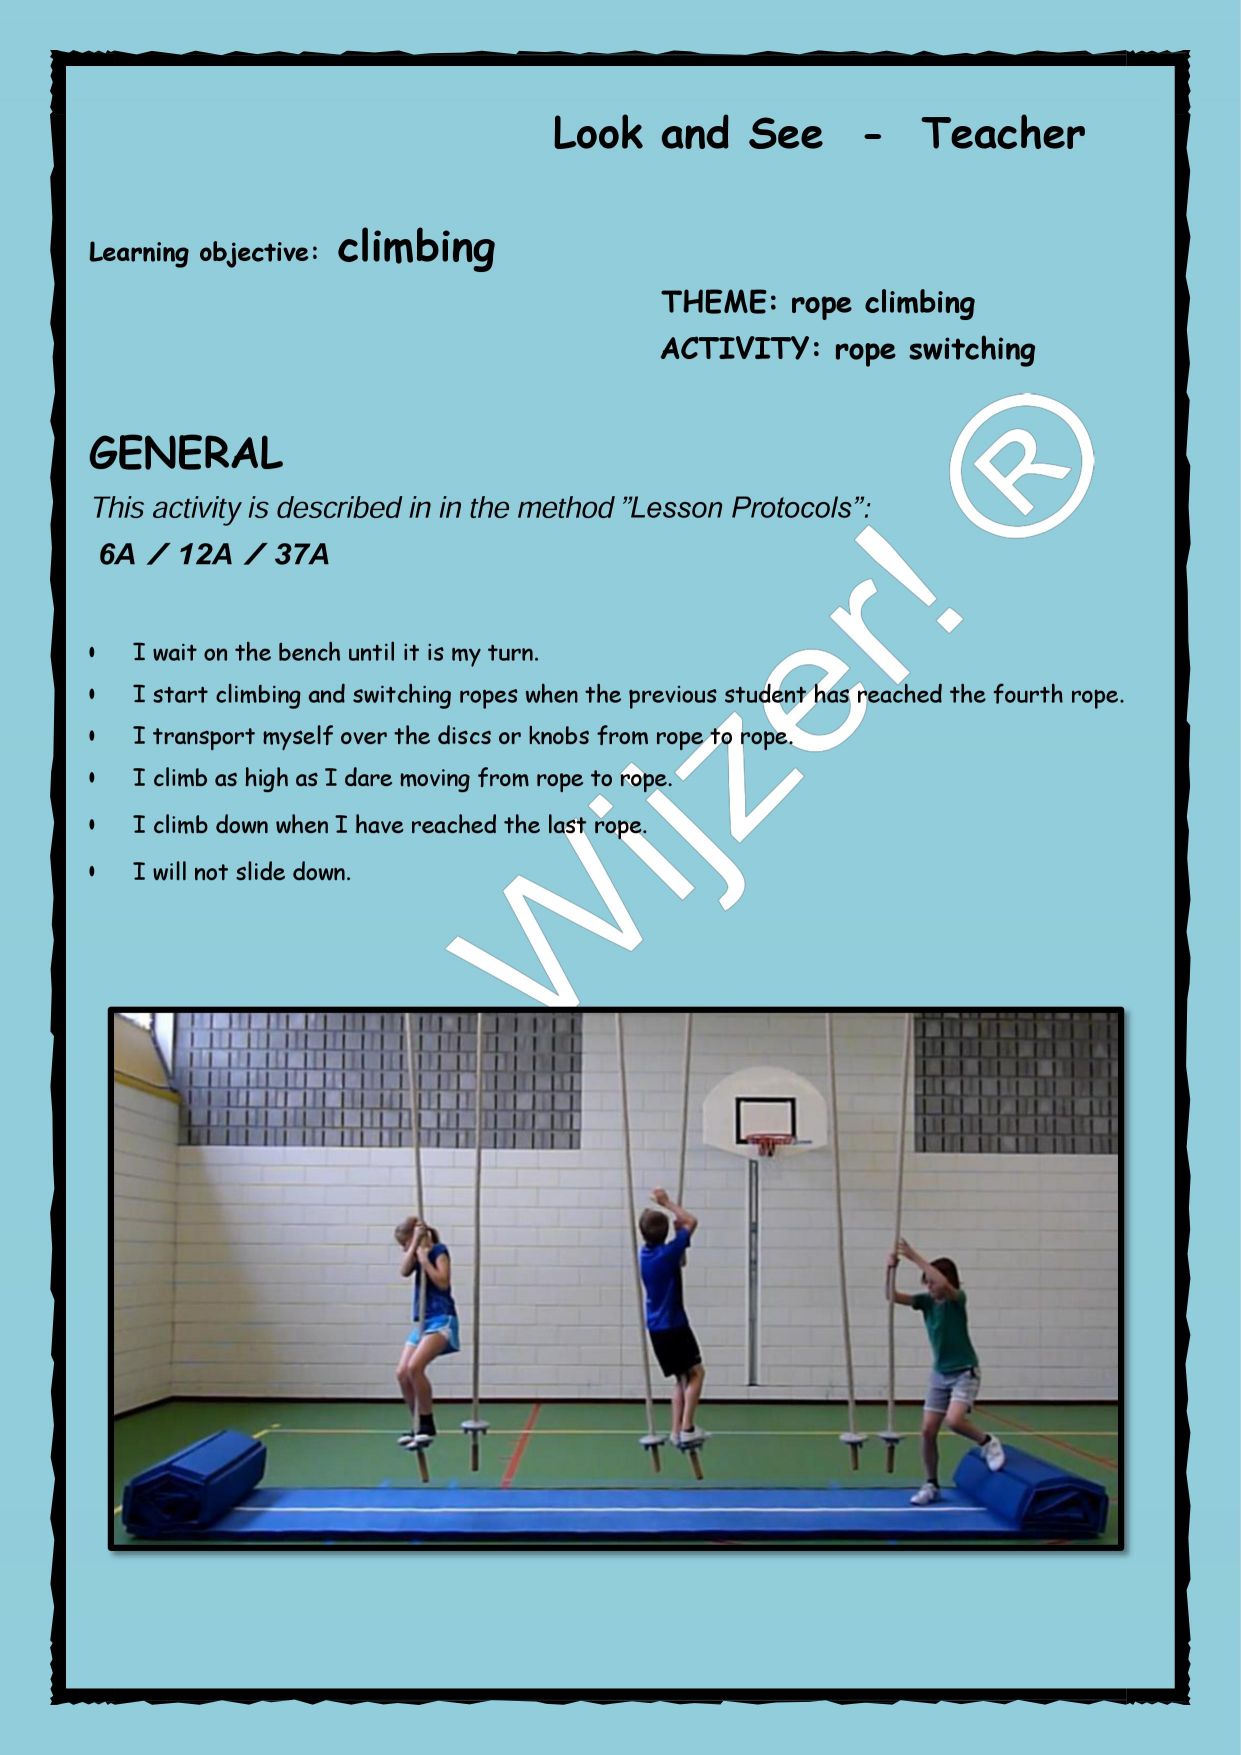 Look and See - Teacher
Learning objective: climbing
THEME: rope climbing
ACTIVITY: rope switching
GENERAL
This activity is described in in the method ”Lesson Protocols”:
6A / 12A / 37A
• I wait on the bench until it is my turn.
• I start climbing and switching ropes when the previous student has reached the fourth rope.
• I transport myself over the discs or knobs from rope to rope.
• I climb as high as I dare moving from rope to rope.
• I climb down when I have reached the last rope.
• I will not slide down.
Wijzer! ®